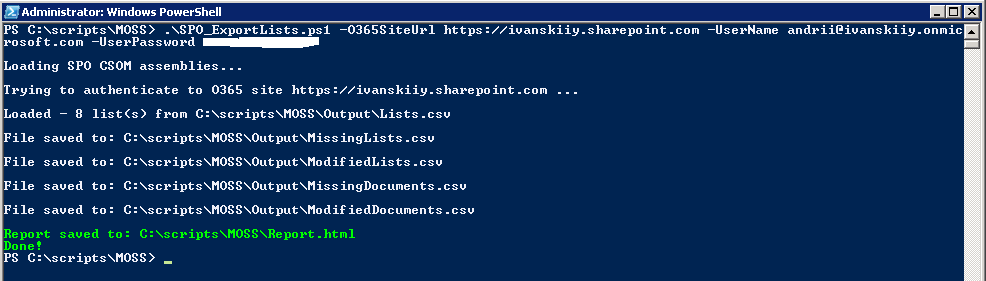 Administrator: Windows PowerShell
PS C:\scripts\MOSS> .\SPO_ExportLists.ps1 -O365SiteUrl https://ivanskiiy.sharepoint.com -UserName andrii@ivanskiiy.onmic
rosoft.com -UserPassword
Loading SPO CSOM assemblies...
Trying to authenticate to O365 site https://ivanskiiy.sharepoint.com ...
Loaded - 8 list(s) from C:\scripts\MOSS\Output\Lists.csv
File saved to: C:\scripts\MOSS\Output\MissingLists.csv
File saved to: C:\scripts\MOSS\Output\ModifiedLists.csv
File saved to: C:\scripts\MOSS\Output\MissingDocuments.csv
File saved to: C:\scripts\MOSS\Output\ModifiedDocuments.csv
Report saved to: C:\scripts\MOSS\Report.html
Done!
PS C:\scripts\MOSS> _